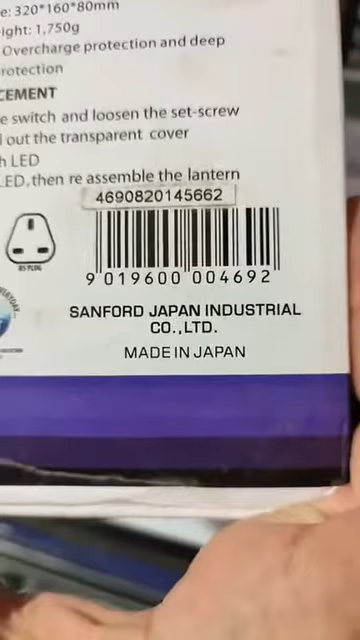 e: 320*160*80mm
ight: 1,750g
Overcharge protection and deep
rotection
CEMENT
e switch and loosen the set-screw
out the transparent cover
h LED
LED,then re assemble the lantern
4690820145662
9 019600 004692
BS PLUG
SANFORD JAPAN INDUSTRIAL
CO.,LTD.
MADE IN JAPAN